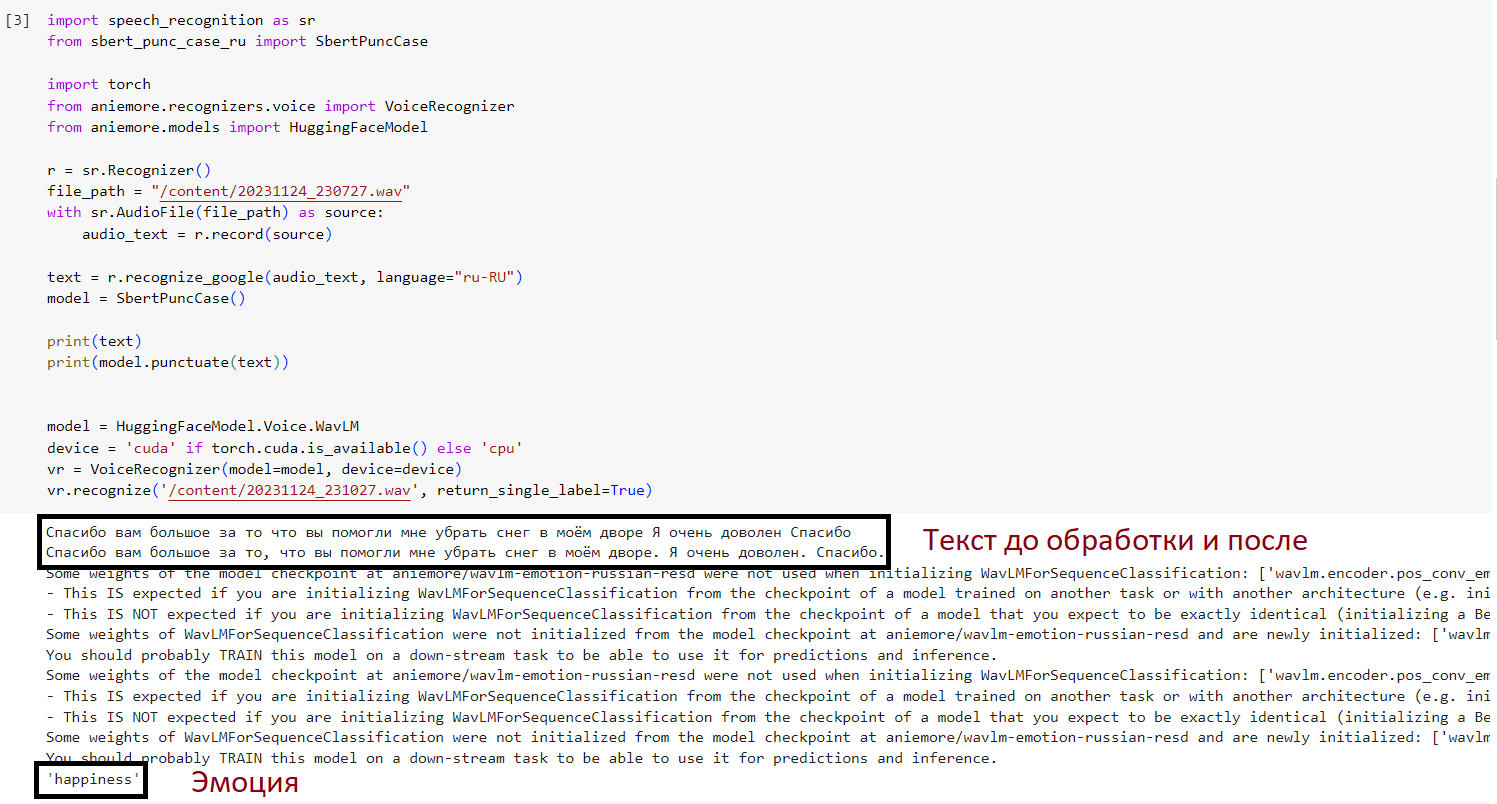 [3] import speech_recognition as sr
from sbert_punc_case_ru import SbertPuncCase
import torch
from aniemore.recognizers.voice import VoiceRecognizer
from aniemore.models import HuggingFaceModel
r = sr.Recognizer()
file_path = "/content/20231124_230727.wav"
with sr.AudioFile(file_path) as source:
    audio_text = r.record(source)
text = r.recognize_google(audio_text, language="ru-RU")
model = SbertPuncCase()
print(text)
print(model.punctuate(text))
model = HuggingFaceModel.Voice.WavLM
device = 'cuda' if torch.cuda.is_available() else 'cpu'
vr = VoiceRecognizer(model=model, device=device)
vr.recognize('/content/20231124_231027.wav', return_single_label=True)
Спасибо вам большое за то что вы помогли мне убрать снег в моём дворе Я очень доволен Спасибо
Спасибо вам большое за то, что вы помогли мне убрать снег в моём дворе. Я очень доволен. Спасибо.
Текст до обработки и после
Some weights of the model checkpoint at aniemore/wavlm-emotion-russian-resd were not used when initializing WavLMForSequenceClassification: ['wavlm.encoder.pos_conv_em
- This IS expected if you are initializing WavLMForSequenceClassification from the checkpoint of a model trained on another task or with another architecture (e.g. ini
- This IS NOT expected if you are initializing WavLMForSequenceClassification from the checkpoint of a model that you expect to be exactly identical (initializing a Be
Some weights of WavLMForSequenceClassification were not initialized from the model checkpoint at aniemore/wavlm-emotion-russian-resd and are newly initialized: ['wavlm
You should probably TRAIN this model on a down-stream task to be able to use it for predictions and inference.
Some weights of the model checkpoint at aniemore/wavlm-emotion-russian-resd were not used when initializing WavLMForSequenceClassification: ['wavlm.encoder.pos_conv_em
- This IS expected if you are initializing WavLMForSequenceClassification from the checkpoint of a model trained on another task or with another architecture (e.g. ini
- This IS NOT expected if you are initializing WavLMForSequenceClassification from the checkpoint of a model that you expect to be exactly identical (initializing a Be
Some weights of WavLMForSequenceClassification were not initialized from the model checkpoint at aniemore/wavlm-emotion-russian-resd and are newly initialized: ['wavlm
You should probably TRAIN this model on a down-stream task to be able to use it for predictions and inference.
'happiness'
Эмоция